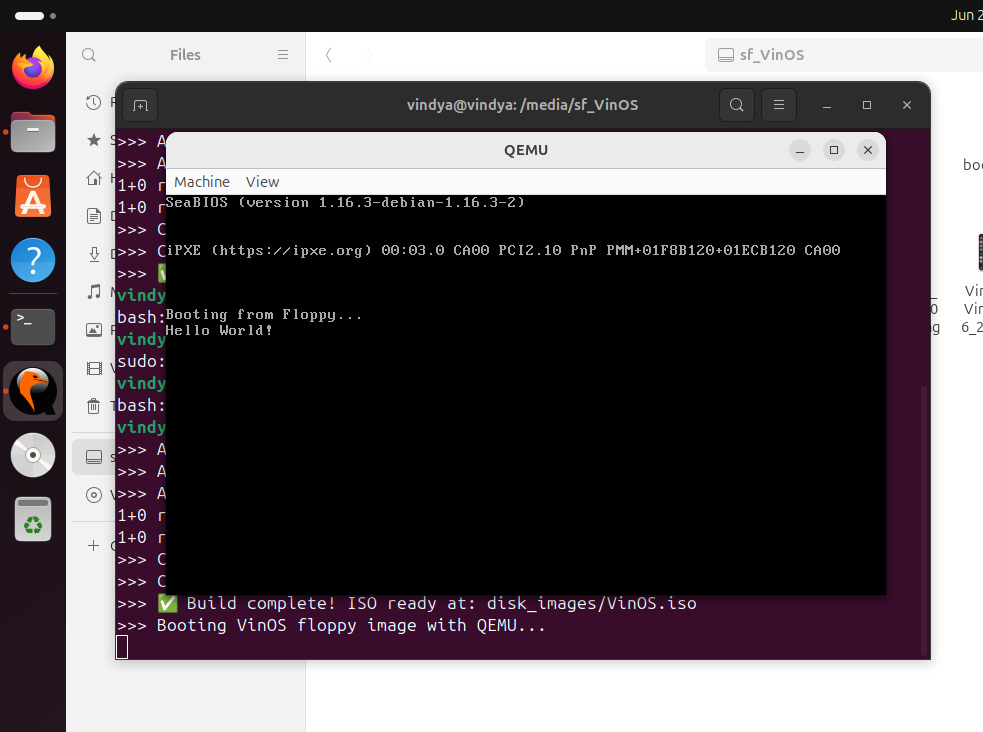 Jun 2
Files
sf_VinOS
vindya@vindya: /media/sf_VinOS
QEMU
Machine View
SeaBIOS (version 1.16.3-debian-1.16.3-2)
iPXE (https://ipxe.org) 00:03.0 CA00 PCI2.10 PnP PMM+01F8B120+01ECB120 CA00
Booting from Floppy...
Hello World!
>>> A
>>> A
1+0 r
1+0 r
>>> C
>>> C
>>> ✅
vindy
bash:
vindy
sudo:
vindy
bash:
vindy
>>> A
>>> A
>>> A
1+0 r
1+0 r
>>> C
>>> C
>>> ✅ Build complete! ISO ready at: disk_images/VinOS.iso
>>> Booting VinOS floppy image with QEMU...
boo
Vin
Vin
6_2
0
g